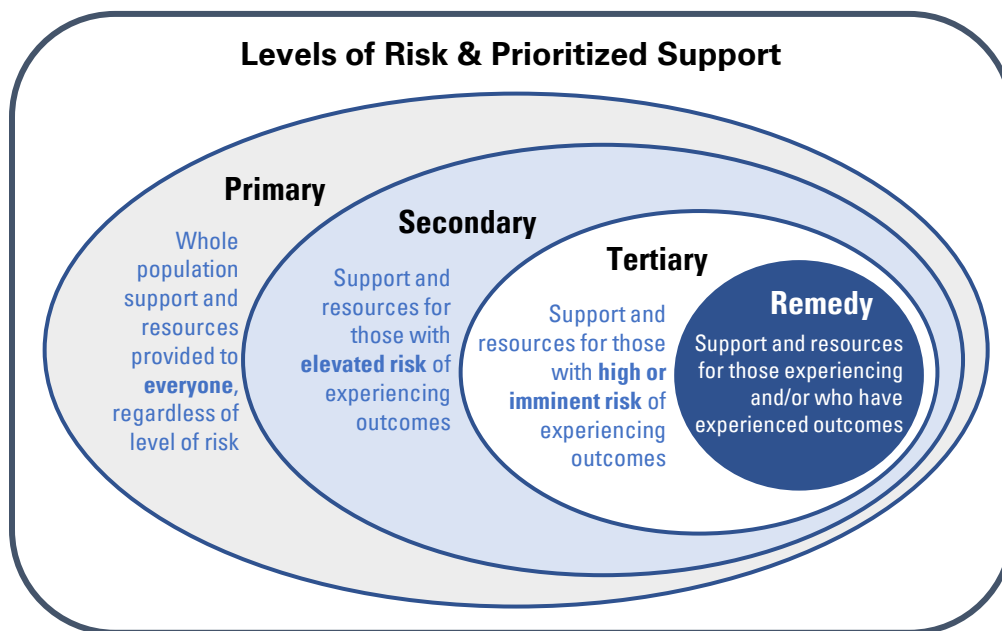 Levels of Risk & Prioritized Support
Primary
Whole
population
support and
resources
provided to
everyone,
regardless of
level of risk
Secondary
Support and
resources for
those with
elevated risk of
experiencing
outcomes
Tertiary
Support and
resources for those
with high or
imminent risk of
experiencing
outcomes
Remedy
Support and resources
for those experiencing
and/or who have
experienced outcomes